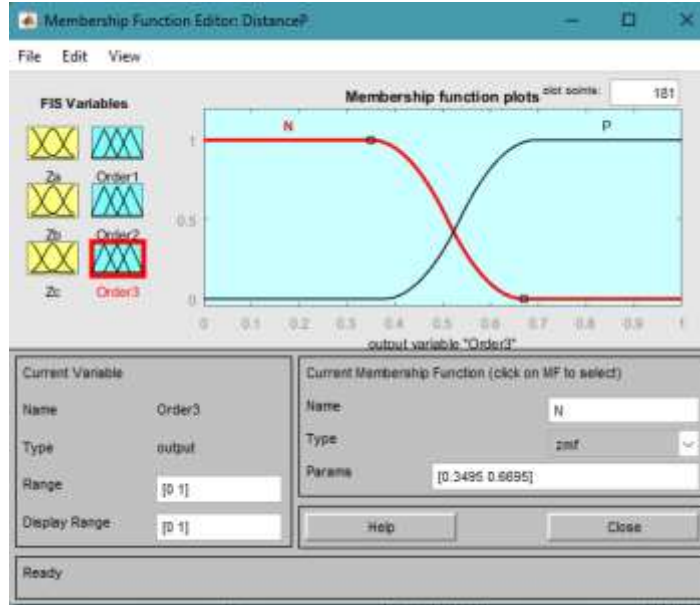 Membership Function Editor: DistanceP
File Edit View
FIS Variables
Membership function plots
plot points:
181
N
P
Za
Order1
Zb
Order2
Zc
Order3
1
0.5
0
0 0.1 0.2 0.3 0.4 0.5 0.6 0.7 0.8 0.9 1
output variable "Order3"
Current Variable
Name Order3
Type output
Range [0 1]
Display Range [0 1]
Current Membership Function (click on MF to select)
Name N
Type zmf
Params [0.3495 0.6695]
Help Close
Ready